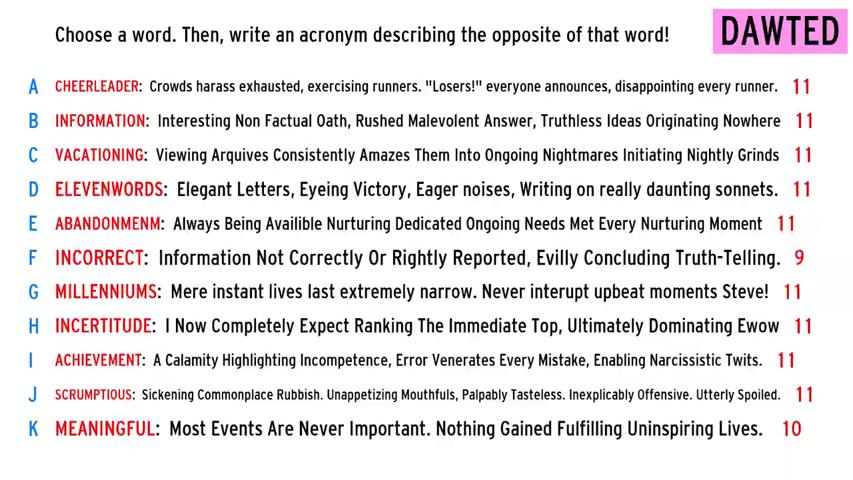 Choose a word. Then, write an acronym describing the opposite of that word! DAWTED
A CHEERLEADER: Crowds harass exhausted, exercising runners. "Losers!" everyone announces, disappointing every runner. 11
B INFORMATION: Interesting Non Factual Oath, Rushed Malevolent Answer, Truthless Ideas Originating Nowhere 11
C VACATIONING: Viewing Arquives Consistently Amazes Them Into Ongoing Nightmares Initiating Nightly Grinds 11
D ELEVENWORDS: Elegant Letters, Eyeing Victory, Eager noises, Writing on really daunting sonnets. 11
E ABANDONMENM: Always Being Availible Nurturing Dedicated Ongoing Needs Met Every Nurturing Moment 11
F INCORRECT: Information Not Correctly Or Rightly Reported, Evilly Concluding Truth-Telling. 9
G MILLENNIUMS: Mere instant lives last extremely narrow. Never interupt upbeat moments Steve! 11
H INCERTITUDE: I Now Completely Expect Ranking The Immediate Top, Ultimately Dominating Ewow 11
I ACHIEVEMENT: A Calamity Highlighting Incompetence, Error Venerates Every Mistake, Enabling Narcissistic Twits. 11
J SCRUMPTIOUS: Sickening Commonplace Rubbish. Unappetizing Mouthfuls, Palpably Tasteless. Inexplicably Offensive. Utterly Spoiled. 11
K MEANINGFUL: Most Events Are Never Important. Nothing Gained Fulfilling Uninspiring Lives. 10